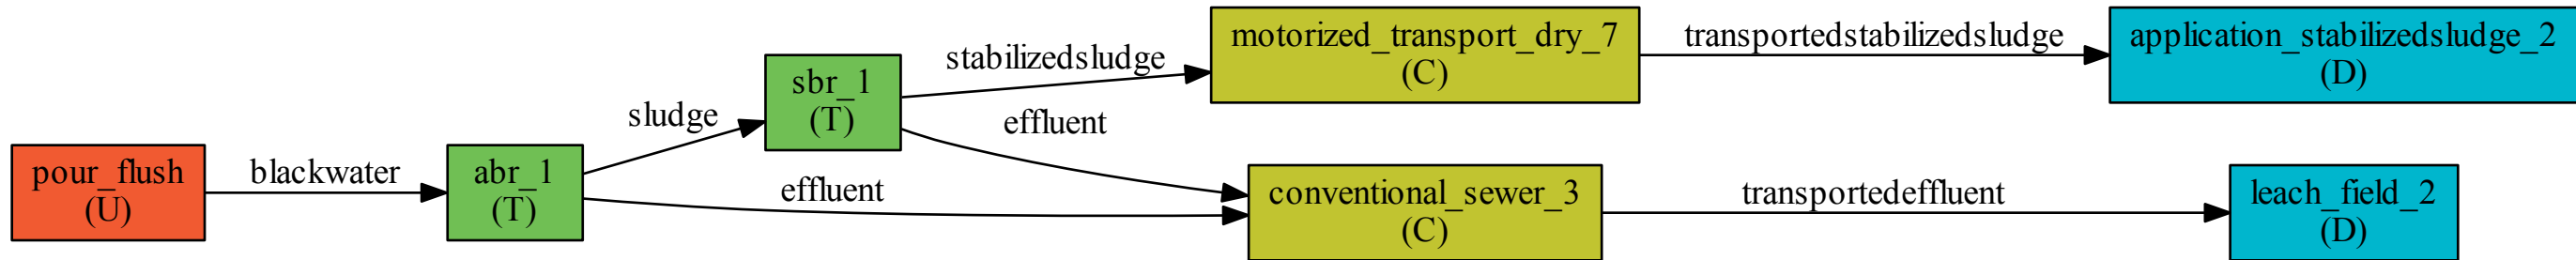 pour_flush
(U)
blackwater
abr_1
(T)
sludge
effluent
sbr_1
(T)
stabilizedsludge
effluent
motorized_transport_dry_7
(C)
conventional_sewer_3
(C)
transportedstabilizedsludge
transportedeffluent
application_stabilizedsludge_2
(D)
leach_field_2
(D)